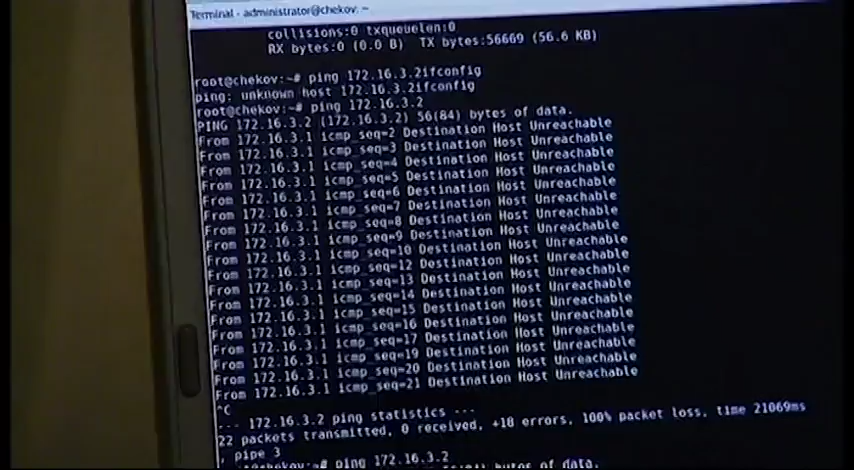 Terminal - administrator@chekov: ~
collisions:0 txqueuelen:0
RX bytes:0 (0.0 B)  TX bytes:56669 (56.6 KB)
root@chekov:~# ping 172.16.3.2ifconfig
ping: unknown host 172.16.3.2ifconfig
root@chekov:~# ping 172.16.3.2
PING 172.16.3.2 (172.16.3.2) 56(84) bytes of data.
From 172.16.3.1 icmp_seq=2 Destination Host Unreachable
From 172.16.3.1 icmp_seq=3 Destination Host Unreachable
From 172.16.3.1 icmp_seq=4 Destination Host Unreachable
From 172.16.3.1 icmp_seq=5 Destination Host Unreachable
From 172.16.3.1 icmp_seq=6 Destination Host Unreachable
From 172.16.3.1 icmp_seq=7 Destination Host Unreachable
From 172.16.3.1 icmp_seq=8 Destination Host Unreachable
From 172.16.3.1 icmp_seq=9 Destination Host Unreachable
From 172.16.3.1 icmp_seq=10 Destination Host Unreachable
From 172.16.3.1 icmp_seq=12 Destination Host Unreachable
From 172.16.3.1 icmp_seq=13 Destination Host Unreachable
From 172.16.3.1 icmp_seq=14 Destination Host Unreachable
From 172.16.3.1 icmp_seq=15 Destination Host Unreachable
From 172.16.3.1 icmp_seq=16 Destination Host Unreachable
From 172.16.3.1 icmp_seq=17 Destination Host Unreachable
From 172.16.3.1 icmp_seq=19 Destination Host Unreachable
From 172.16.3.1 icmp_seq=20 Destination Host Unreachable
From 172.16.3.1 icmp_seq=21 Destination Host Unreachable
^C
--- 172.16.3.2 ping statistics ---
22 packets transmitted, 0 received, +18 errors, 100% packet loss, time 21069ms
, pipe 3
@chekov:~# ping 172.16.3.2
bytes of data.